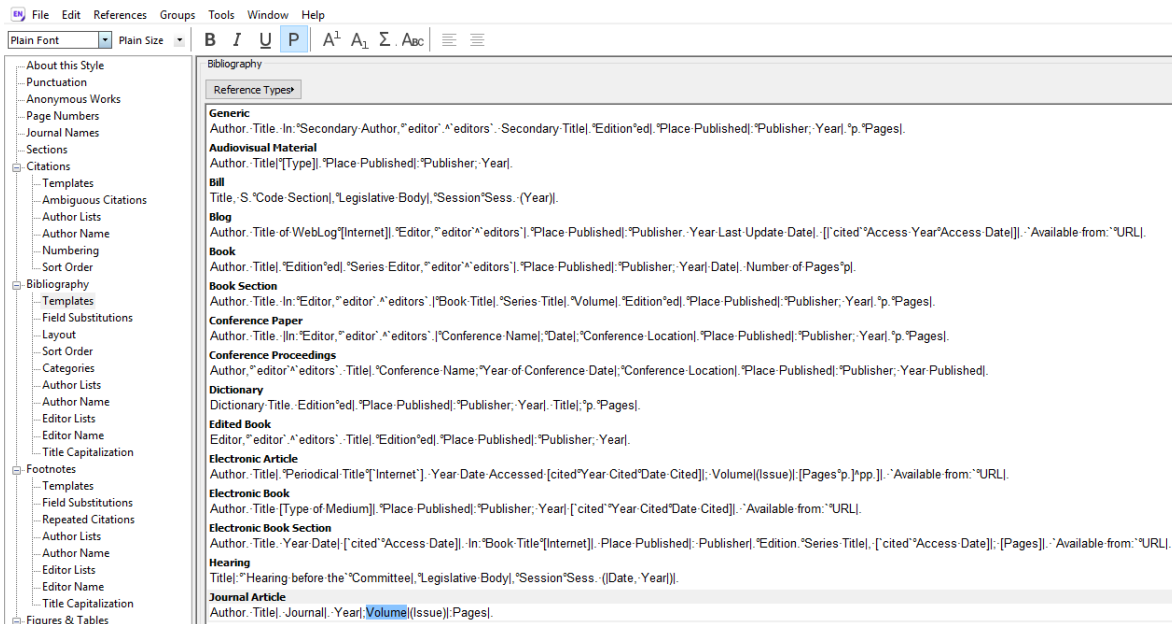 EN File Edit References Groups Tools Window Help
Plain Font Plain Size B I U P A1 A1 Σ ABC
About this Style
Punctuation
Anonymous Works
Page Numbers
Journal Names
Sections
Citations
Templates
Ambiguous Citations
Author Lists
Author Name
Numbering
Sort Order
Bibliography
Templates
Field Substitutions
Layout
Sort Order
Categories
Author Lists
Author Name
Editor Lists
Editor Name
Title Capitalization
Footnotes
Templates
Field Substitutions
Repeated Citations
Author Lists
Author Name
Editor Lists
Editor Name
Title Capitalization
Figures & Tables
Bibliography
Reference Types
Generic
Author.·Title.·In:°Secondary·Author,°`editor`.^`editors`.·Secondary·Title|.°Edition°ed|.°Place·Published|:°Publisher;·Year|.°p.°Pages|.
Audiovisual Material
Author.·Title|°[Type]|.°Place·Published|:°Publisher;·Year|.
Bill
Title,·S.°Code·Section|,°Legislative·Body|,°Session°Sess.·(Year)|.
Blog
Author.·Title·of·WebLog°[Internet]|.°Editor,°`editor`^`editors`|.°Place·Published|:°Publisher.·Year·Last·Update·Date|.·[|`cited`°Access·Year°Access·Date|]|.·`Available·from:`°URL|.
Book
Author.·Title|.°Edition°ed|.°Series·Editor,°`editor`^`editors`|.°Place·Published|:°Publisher;·Year|·Date|.·Number·of·Pages°p|.
Book Section
Author.·Title.·In:°Editor,°`editor`.^`editors`.|°Book·Title|.°Series·Title|.°Volume|.°Edition°ed|.°Place·Published|:°Publisher;·Year|.°p.°Pages|.
Conference Paper
Author.·Title.·|In:°Editor,°`editor`.^`editors`.|°Conference·Name|;°Date|;°Conference·Location|.°Place·Published|:°Publisher;·Year|.°p.°Pages|.
Conference Proceedings
Author,°`editor`^`editors`.·Title|.°Conference·Name;°Year·of·Conference·Date|;°Conference·Location|.°Place·Published|:°Publisher;·Year·Published|.
Dictionary
Dictionary·Title.·Edition°ed|.°Place·Published|:°Publisher;·Year|.·Title|;°p.°Pages|.
Edited Book
Editor,°`editor`.^`editors`.·Title|.°Edition°ed|.°Place·Published|:°Publisher;·Year|.
Electronic Article
Author.·Title|.°Periodical·Title°[`Internet`].·Year·Date·Accessed·[cited°Year·Cited°Date·Cited]|;·Volume|(Issue)|:[Pages°p.]^pp.]|.·`Available·from:`°URL|.
Electronic Book
Author.·Title·[Type·of·Medium]|.°Place·Published|:°Publisher;·Year|·[`cited`°Year·Cited°Date·Cited]|.·`Available·from:`°URL|.
Electronic Book Section
Author.·Title.·Year·Date|·[`cited`°Access·Date]|.·In:°Book·Title°[Internet]|.·Place·Published|:·Publisher|.°Edition.°Series·Title|,·[`cited`°Access·Date]|;·[Pages]|.·`Available·from:`°URL|.
Hearing
Title|:°`Hearing·before·the`°Committee|,°Legislative·Body|,°Session°Sess.·(|Date,·Year|)|.
Journal Article
Author.·Title|.·Journal|.·Year|;Volume|(Issue)|:Pages|.